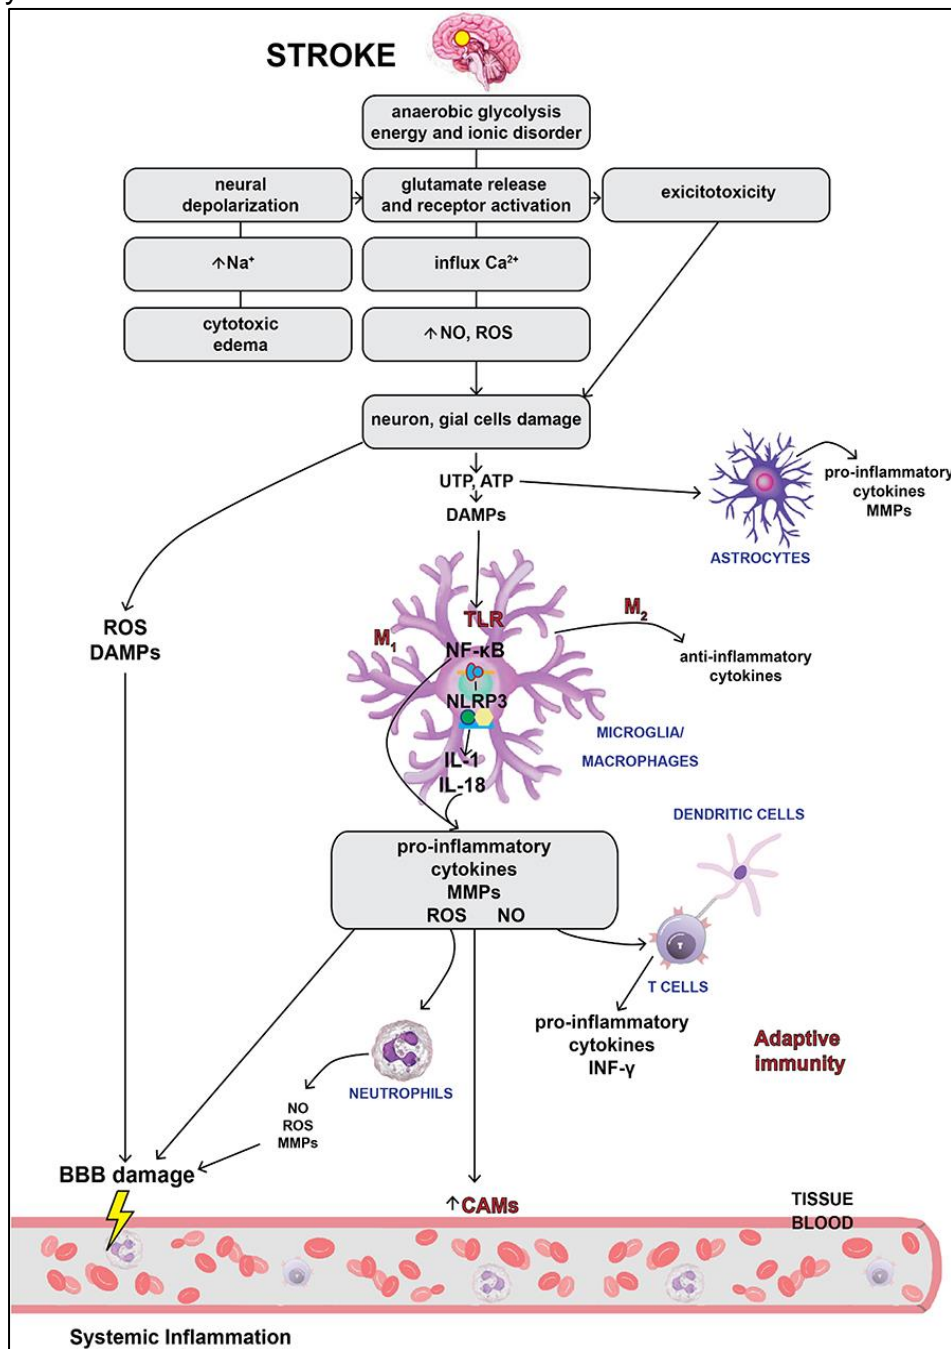 STROKE
anaerobic glycolysis
energy and ionic disorder
neural
depolarization
glutamate release
and receptor activation
exicitotoxicity
↑Na⁺
influx Ca²⁺
cytotoxic
edema
↑NO, ROS
neuron, gial cells damage
UTP, ATP
DAMPs
pro-inflammatory
cytokines
MMPs
ASTROCYTES
ROS
DAMPs
M₁
TLR
NF-κB
NLRP3
IL-1
IL-18
M₂
anti-inflammatory
cytokines
MICROGLIA/
MACROPHAGES
pro-inflammatory
cytokines
MMPs
ROS NO
DENDRITIC CELLS
T
T CELLS
pro-inflammatory
cytokines
INF-γ
Adaptive
immunity
NEUTROPHILS
NO
ROS
MMPs
BBB damage
↑CAMs
TISSUE
BLOOD
T
T
Systemic Inflammation